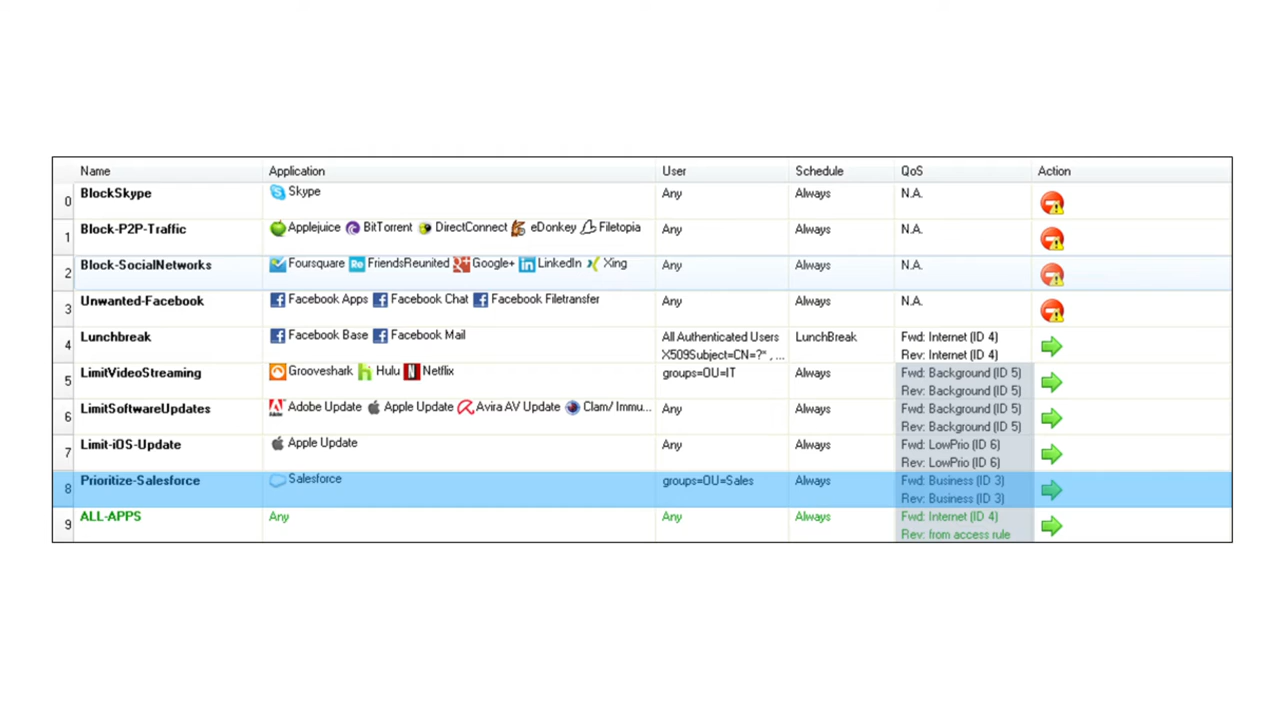 Name Application User Schedule QoS Action
0 BlockSkype Skype Any Always N.A.
1 Block-P2P-Traffic Applejuice BitTorrent DirectConnect eDonkey Filetopia Any Always N.A.
2 Block-SocialNetworks Foursquare FriendsReunited Google+ LinkedIn Xing Any Always N.A.
3 Unwanted-Facebook Facebook Apps Facebook Chat Facebook Filetransfer Any Always N.A.
4 Lunchbreak Facebook Base Facebook Mail All Authenticated Users LunchBreak Fwd: Internet (ID 4)
X509Subject=CN=?* , ... Rev: Internet (ID 4)
5 LimitVideoStreaming Grooveshark Hulu Netflix groups=OU=IT Always Fwd: Background (ID 5)
Rev: Background (ID 5)
6 LimitSoftwareUpdates Adobe Update Apple Update Avira AV Update Clam/ Immu... Any Always Fwd: Background (ID 5)
Rev: Background (ID 5)
7 Limit-iOS-Update Apple Update Any Always Fwd: LowPrio (ID 6)
Rev: LowPrio (ID 6)
8 Prioritize-Salesforce Salesforce groups=OU=Sales Always Fwd: Business (ID 3)
Rev: Business (ID 3)
9 ALL-APPS Any Any Always Fwd: Internet (ID 4)
Rev: from access rule